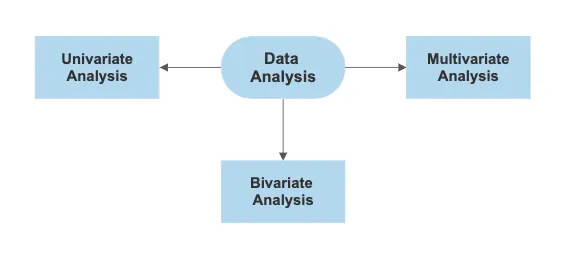 Univariate
Analysis
Data
Analysis
Multivariate
Analysis
Bivariate
Analysis